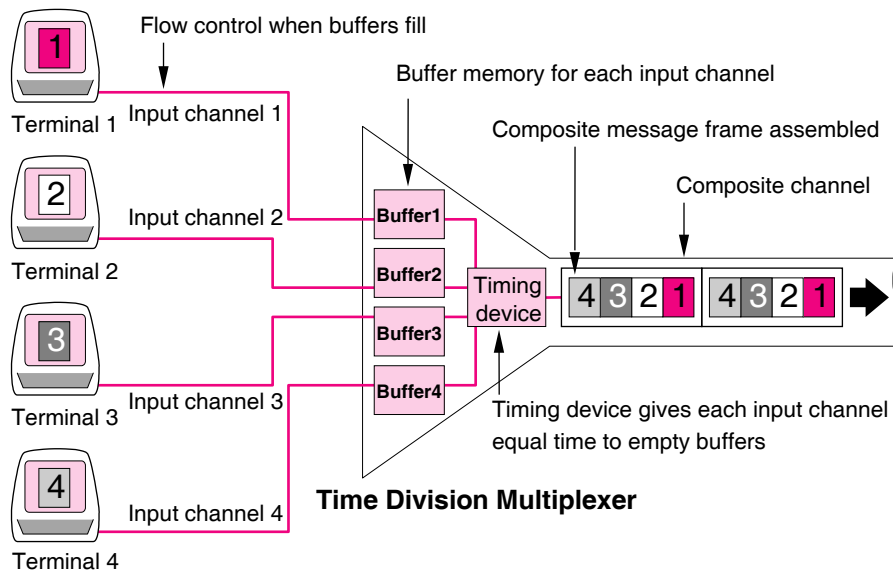 Flow control when buffers fill
1
Input channel 1
Terminal 1
Buffer memory for each input channel
Composite message frame assembled
Composite channel
2
Input channel 2
Terminal 2
Buffer1
Buffer2
Buffer3
Buffer4
Timing
device
4 3 2 1 4 3 2 1
3
Input channel 3
Terminal 3
Timing device gives each input channel
equal time to empty buffers
4
Input channel 4
Terminal 4
Time Division Multiplexer